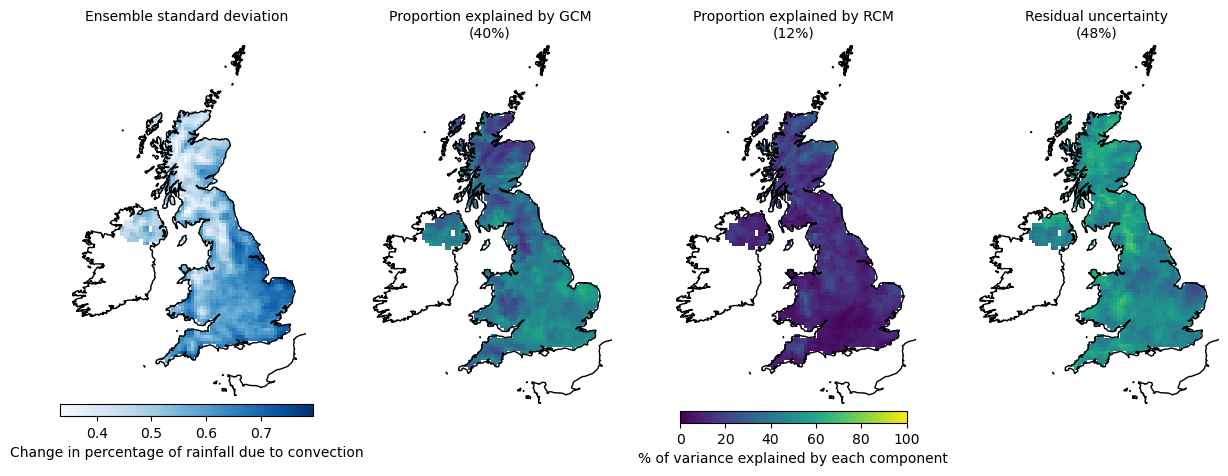 Ensemble standard deviation
Proportion explained by GCM
(40%)
Proportion explained by RCM
(12%)
Residual uncertainty
(48%)
0.4 0.5 0.6 0.7
Change in percentage of rainfall due to convection
0 20 40 60 80 100
% of variance explained by each component